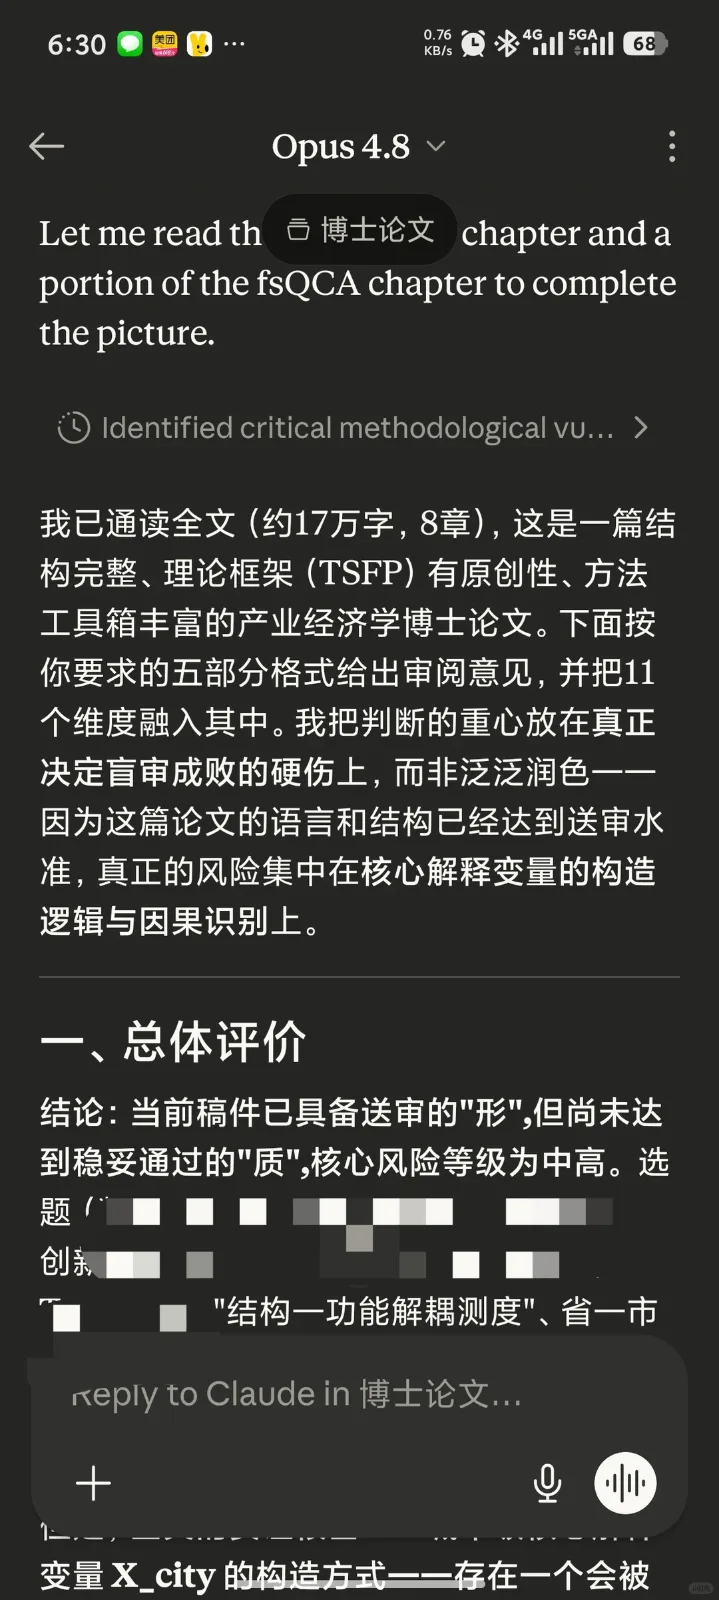 6:30 美团 ... 0.76 KB/s 4G 5GA 68
Opus 4.8
博士论文
Let me read th chapter and a
portion of the fsQCA chapter to complete
the picture.
Identified critical methodological vu...
我已通读全文（约17万字，8章），这是一篇结
构完整、理论框架（TSFP）有原创性、方法
工具箱丰富的产业经济学博士论文。下面按
你要求的五部分格式给出审阅意见，并把11
个维度融入其中。我把判断的重心放在真正
决定盲审成败的硬伤上，而非泛泛润色——
因为这篇论文的语言和结构已经达到送审水
准，真正的风险集中在核心解释变量的构造
逻辑与因果识别上。
一、总体评价
结论：当前稿件已具备送审的"形",但尚未达
到稳妥通过的"质",核心风险等级为中高。选
题
创新
"结构—功能解耦测度"、省—市
Reply to Claude in 博士论文...
变量 X_city 的构造方式——存在一个会被